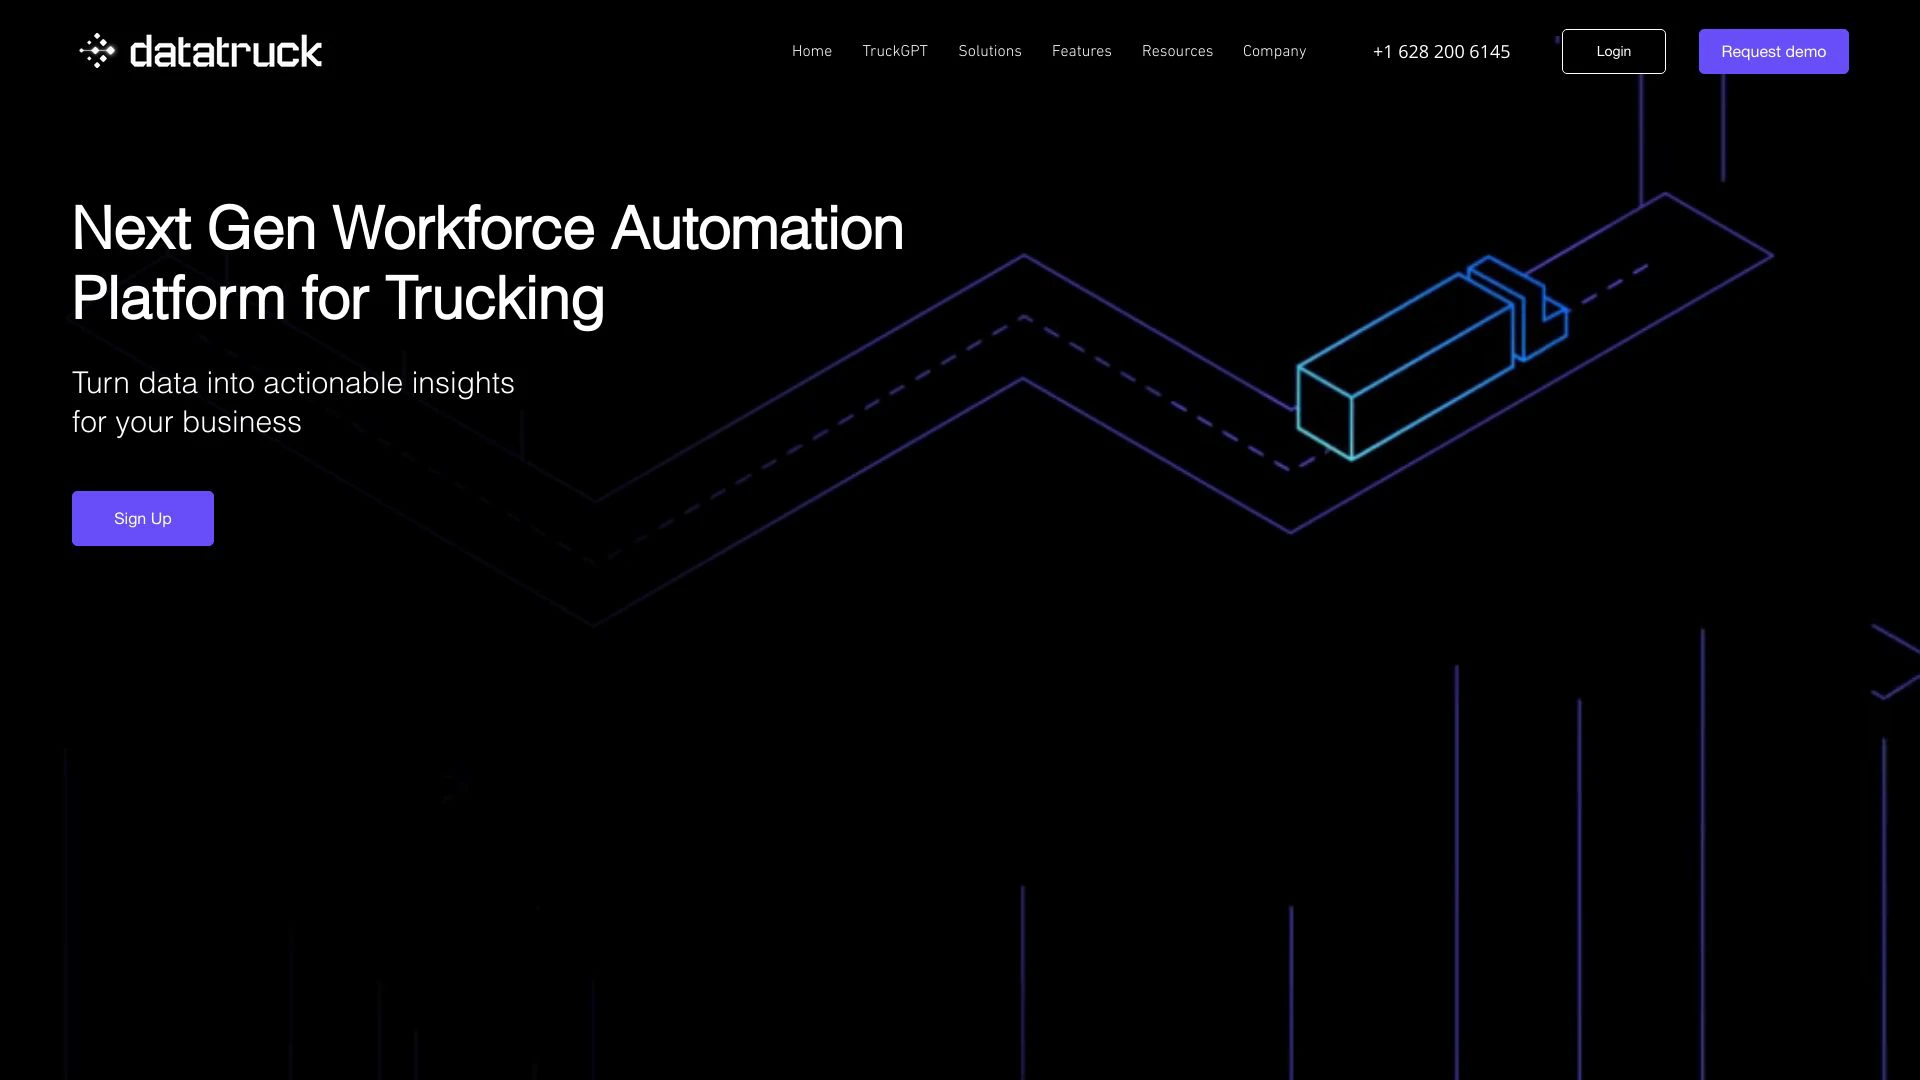 datatruck
Home TruckGPT Solutions Features Resources Company +1 628 200 6145 Login Request demo
Next Gen Workforce Automation
Platform for Trucking
Turn data into actionable insights
for your business
Sign Up